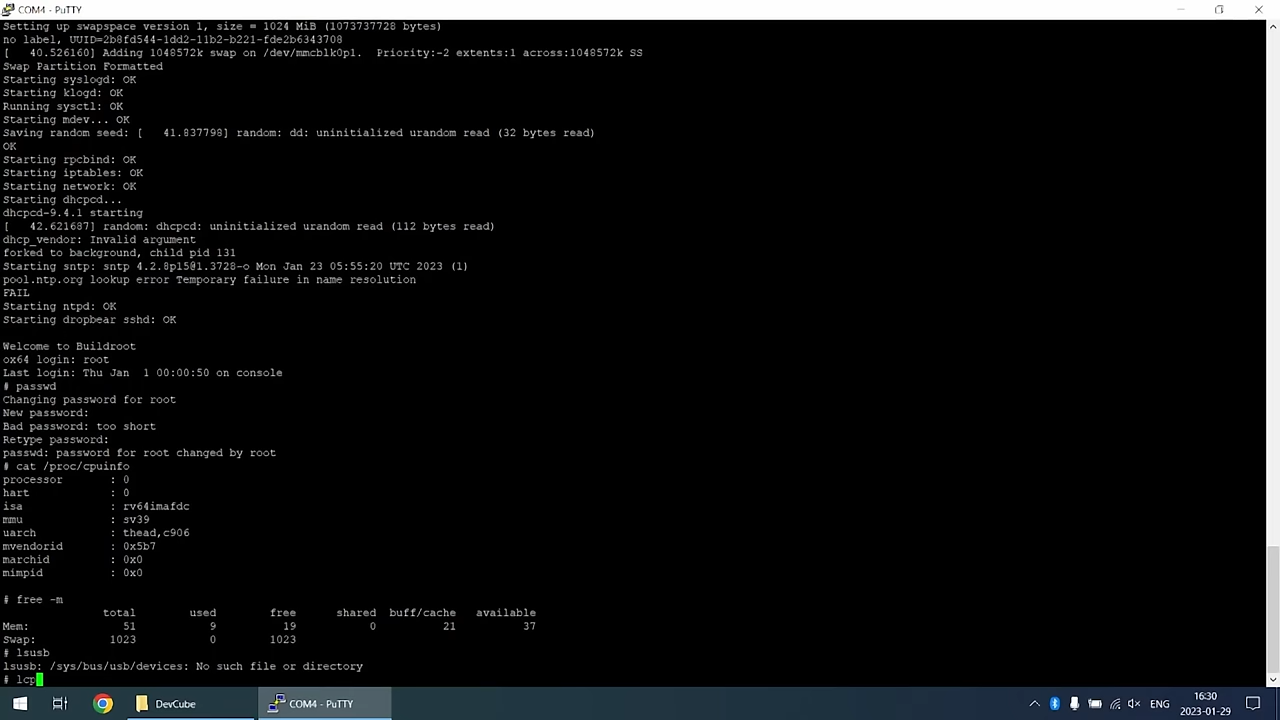 COM4 - PuTTY
Setting up swapspace version 1, size = 1024 MiB (1073737728 bytes)
no label, UUID=2b8fd544-1dd2-11b2-b221-fde2b6343708
[   40.526160] Adding 1048572k swap on /dev/mmcblk0p1.  Priority:-2 extents:1 across:1048572k SS
Swap Partition Formatted
Starting syslogd: OK
Starting klogd: OK
Running sysctl: OK
Starting mdev... OK
Saving random seed: [   41.837798] random: dd: uninitialized urandom read (32 bytes read)
OK
Starting rpcbind: OK
Starting iptables: OK
Starting network: OK
Starting dhcpcd...
dhcpcd-9.4.1 starting
[   42.621687] random: dhcpcd: uninitialized urandom read (112 bytes read)
dhcp_vendor: Invalid argument
forked to background, child pid 131
Starting sntp: sntp 4.2.8p15@1.3728-o Mon Jan 23 05:55:20 UTC 2023 (1)
pool.ntp.org lookup error Temporary failure in name resolution
FAIL
Starting ntpd: OK
Starting dropbear sshd: OK
Welcome to Buildroot
ox64 login: root
Last login: Thu Jan  1 00:00:50 on console
# passwd
Changing password for root
New password:
Bad password: too short
Retype password:
passwd: password for root changed by root
# cat /proc/cpuinfo
processor       : 0
hart            : 0
isa             : rv64imafdc
mmu             : sv39
uarch           : thead,c906
mvendorid       : 0x5b7
marchid         : 0x0
mimpid          : 0x0
# free -m
total        used        free      shared  buff/cache   available
Mem:             51           9          19           0          21          37
Swap:          1023           0        1023
# lsusb
lsusb: /sys/bus/usb/devices: No such file or directory
# lcp
DevCube
COM4 - PuTTY
ENG
16:30
2023-01-29